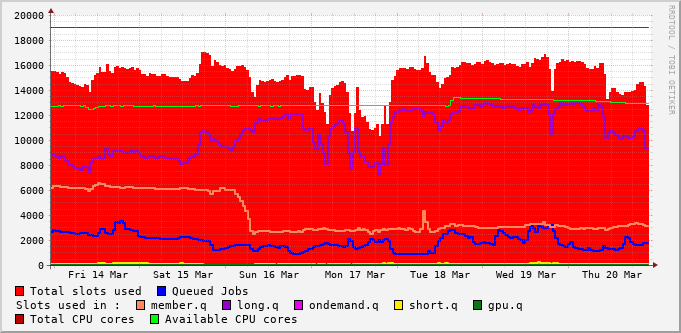 20000
18000
16000
14000
12000
10000
8000
6000
4000
2000
0
Fri 14 Mar Sat 15 Mar Sun 16 Mar Mon 17 Mar Tue 18 Mar Wed 19 Mar Thu 20 Mar
RRDTOOL / TOBI OETIKER
Total slots used Queued Jobs
Slots used in : member.q long.q ondemand.q short.q gpu.q
Total CPU cores Available CPU cores